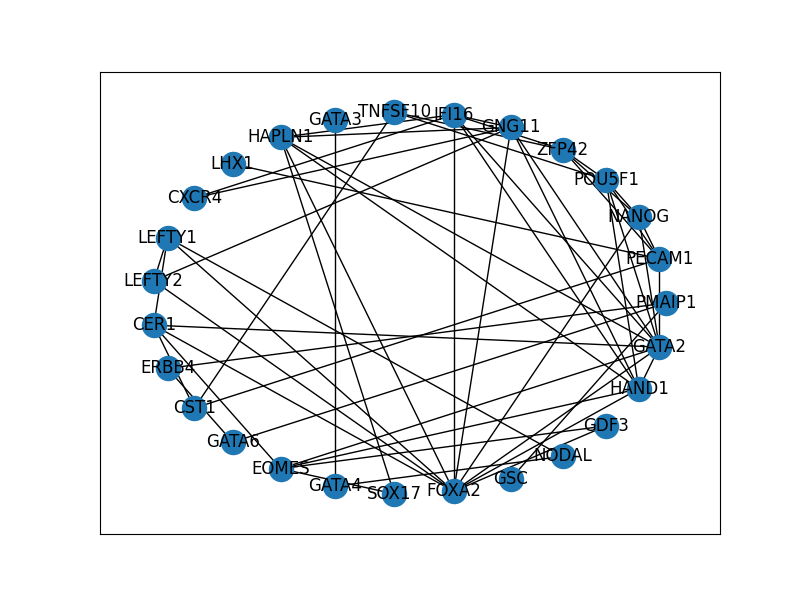 TNFSF10
IFI16
GATA3
GNG11
HAPLN1
ZFP42
LHX1
POU5F1
CXCR4
NANOG
LEFTY1
PECAM1
LEFTY2
PMAIP1
CER1
GATA2
ERBB4
HAND1
CST1
GDF3
GATA6
NODAL
EOMES
GSC
GATA4
SOX17
FOXA2